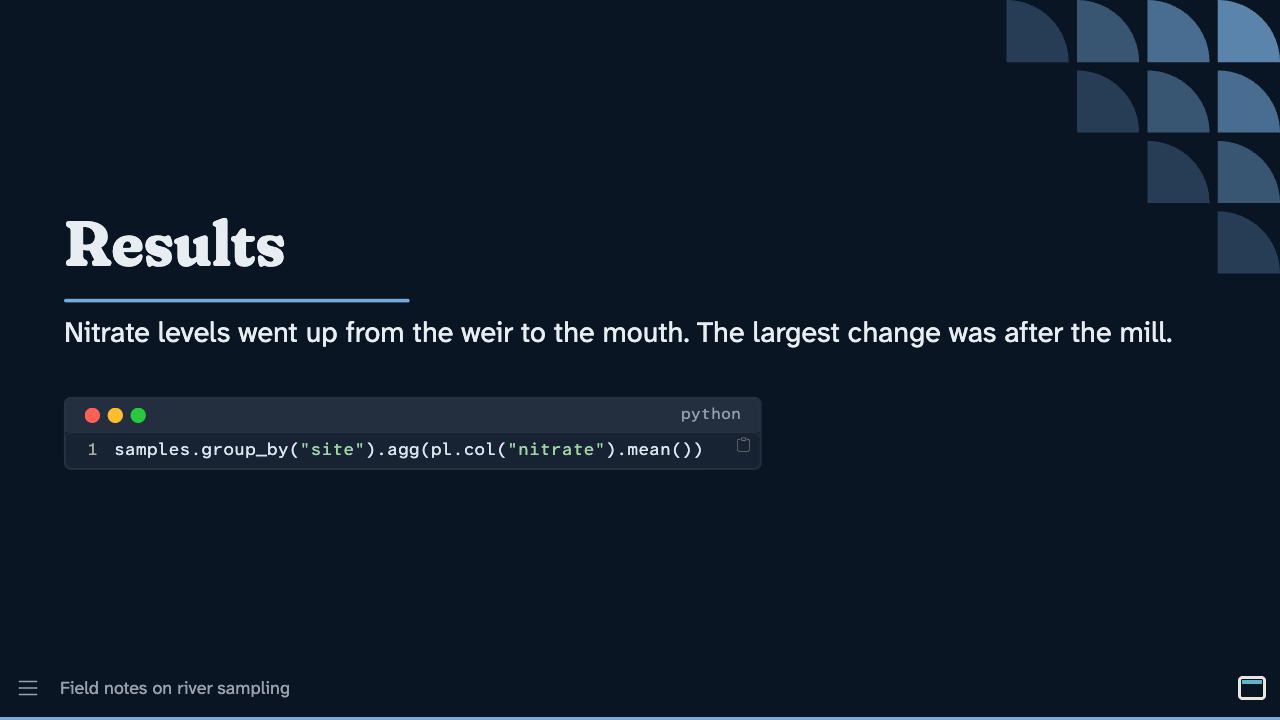 Results
Nitrate levels went up from the weir to the mouth. The largest change was after the mill.
python
1 samples.group_by("site").agg(pl.col("nitrate").mean())
Field notes on river sampling